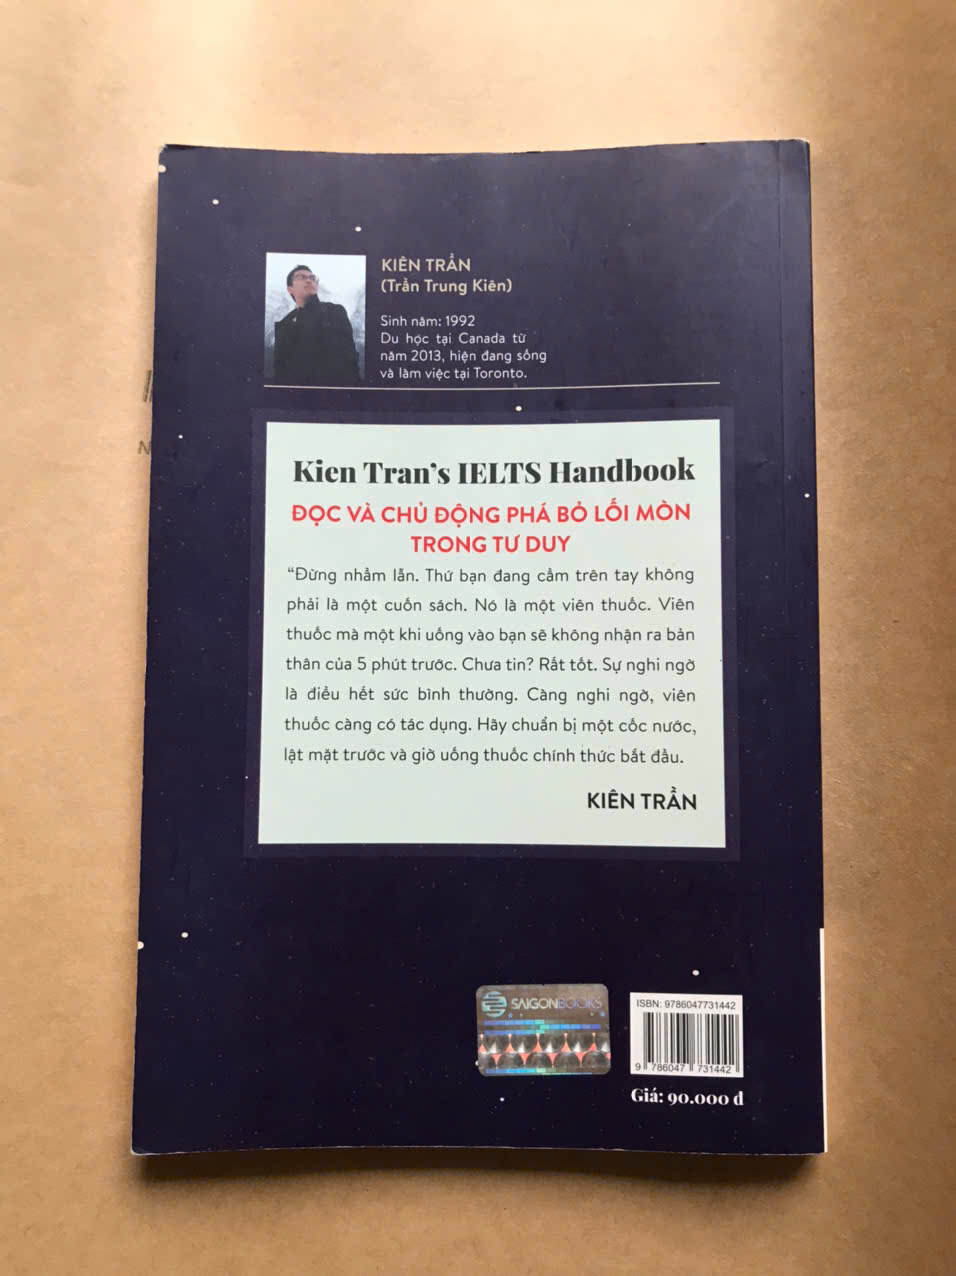 KIÊN TRẦN
(Trần Trung Kiên)
Sinh năm: 1992
Du học tại Canada từ
năm 2013, hiện đang sống
và làm việc tại Toronto.
Kien Tran’s IELTS Handbook
ĐỌC VÀ CHỦ ĐỘNG PHÁ BỎ LỐI MÒN
TRONG TƯ DUY
“Đừng nhầm lẫn. Thứ bạn đang cầm trên tay không
phải là một cuốn sách. Nó là một viên thuốc. Viên
thuốc mà một khi uống vào bạn sẽ không nhận ra bản
thân của 5 phút trước. Chưa tin? Rất tốt. Sự nghi ngờ
là điều hết sức bình thường. Càng nghi ngờ, viên
thuốc càng có tác dụng. Hãy chuẩn bị một cốc nước,
lật mặt trước và giờ uống thuốc chính thức bắt đầu.
KIÊN TRẦN
SAIGONBOOKS
ISBN: 9786047731442
9 786047 731442
Giá: 90.000 đ